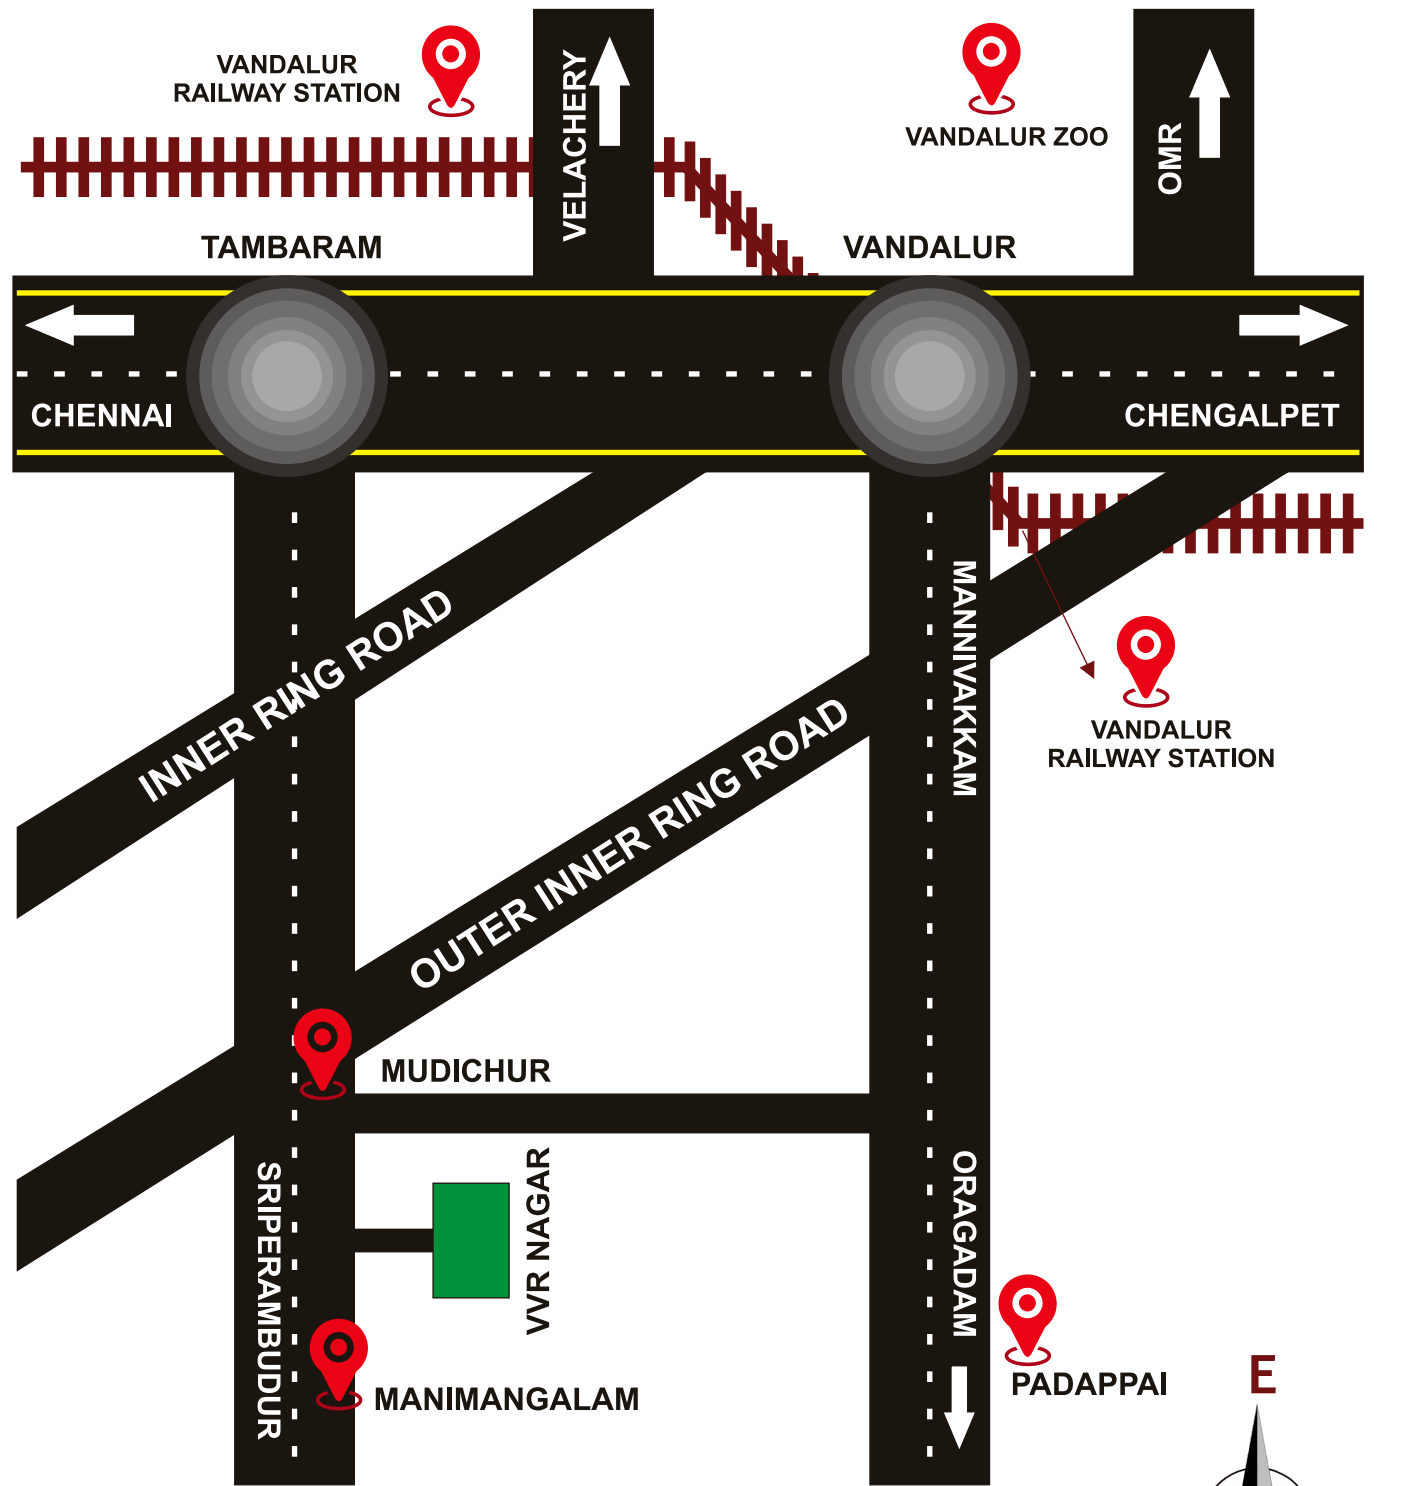 VANDALUR
RAILWAY STATION
VELACHERY
VANDALUR ZOO
OMR
TAMBARAM
VANDALUR
CHENNAI
CHENGALPET
INNER RING ROAD
MANNIVAKKAM
VANDALUR
RAILWAY STATION
OUTER INNER RING ROAD
MUDICHUR
SRIPERAMBUDUR
VVR NAGAR
ORAGADAM
MANIMANGALAM
PADAPPAI
E